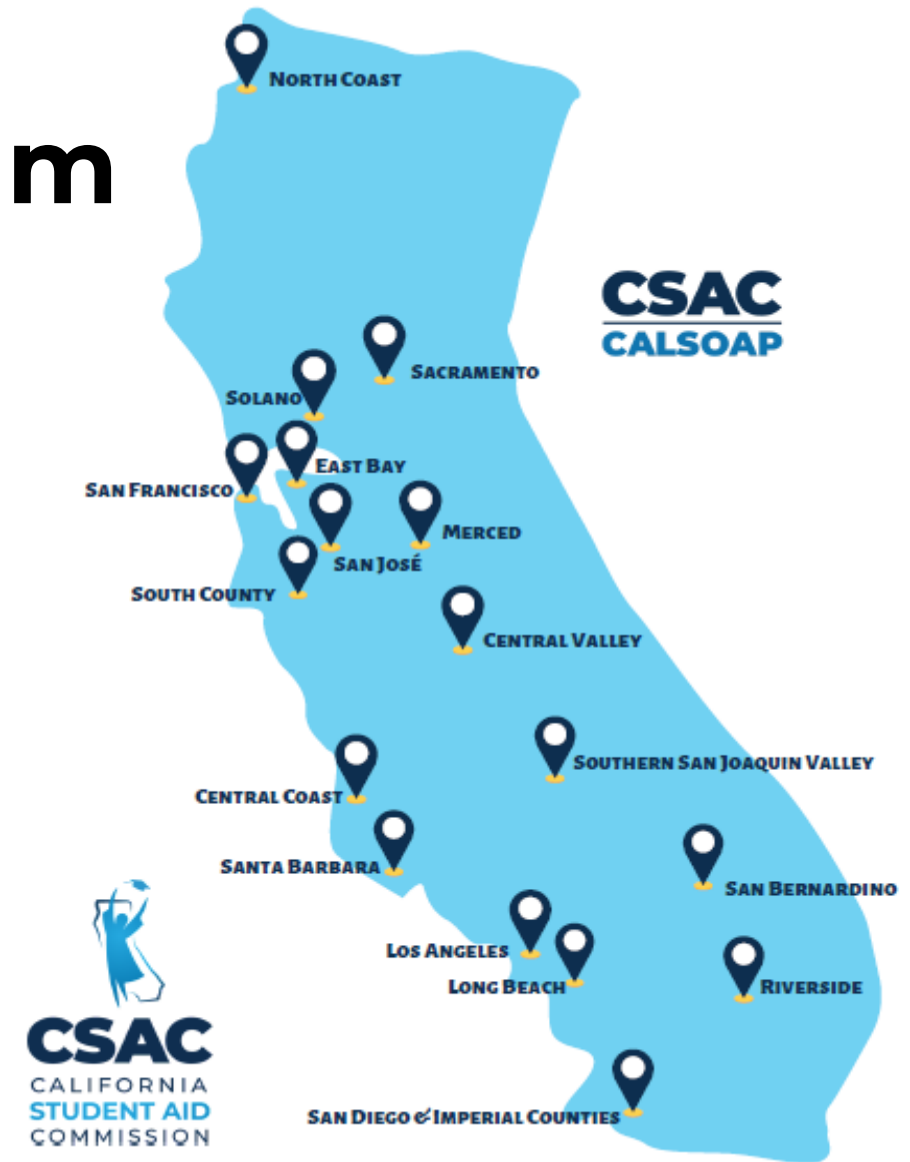 North Coast
m
CSAC
CALSOAP
Sacramento
Solano
East Bay
San Francisco
Merced
San José
South County
Central Valley
Southern San Joaquin Valley
Central Coast
Santa Barbara
San Bernardino
Los Angeles
Long Beach
Riverside
CSAC
CALIFORNIA
STUDENT AID
COMMISSION
San Diego & Imperial Counties